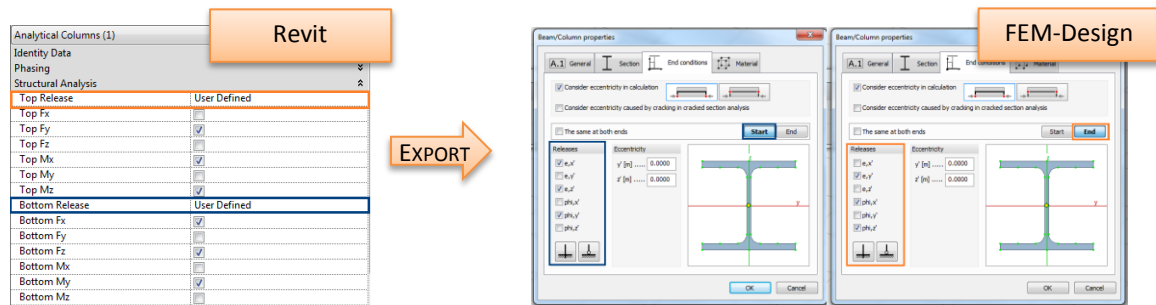 Analytical Columns (1)
Revit
Identity Data
Phasing
Structural Analysis
Top Release User Defined
Top Fx
Top Fy
Top Fz
Top Mx
Top My
Top Mz
Bottom Release User Defined
Bottom Fx
Bottom Fy
Bottom Fz
Bottom Mx
Bottom My
Bottom Mz
EXPORT
FEM-Design
Beam/Column properties
A.1 General Section End conditions Material
Consider eccentricity in calculation
Consider eccentricity caused by cracking in cracked section analysis
The same at both ends Start End
Releases Eccentricity
e,x' y' [m] ..... 0.0000
e,y' z' [m] ..... 0.0000
e,z'
phi,x'
phi,y' y
phi,z'
OK Cancel
Beam/Column properties
A.1 General Section End conditions Material
Consider eccentricity in calculation
Consider eccentricity caused by cracking in cracked section analysis
The same at both ends Start End
Releases Eccentricity
e,x' y' [m] ..... 0.0000
e,y' z' [m] ..... 0.0000
e,z'
phi,x'
phi,y' y
phi,z'
OK Cancel